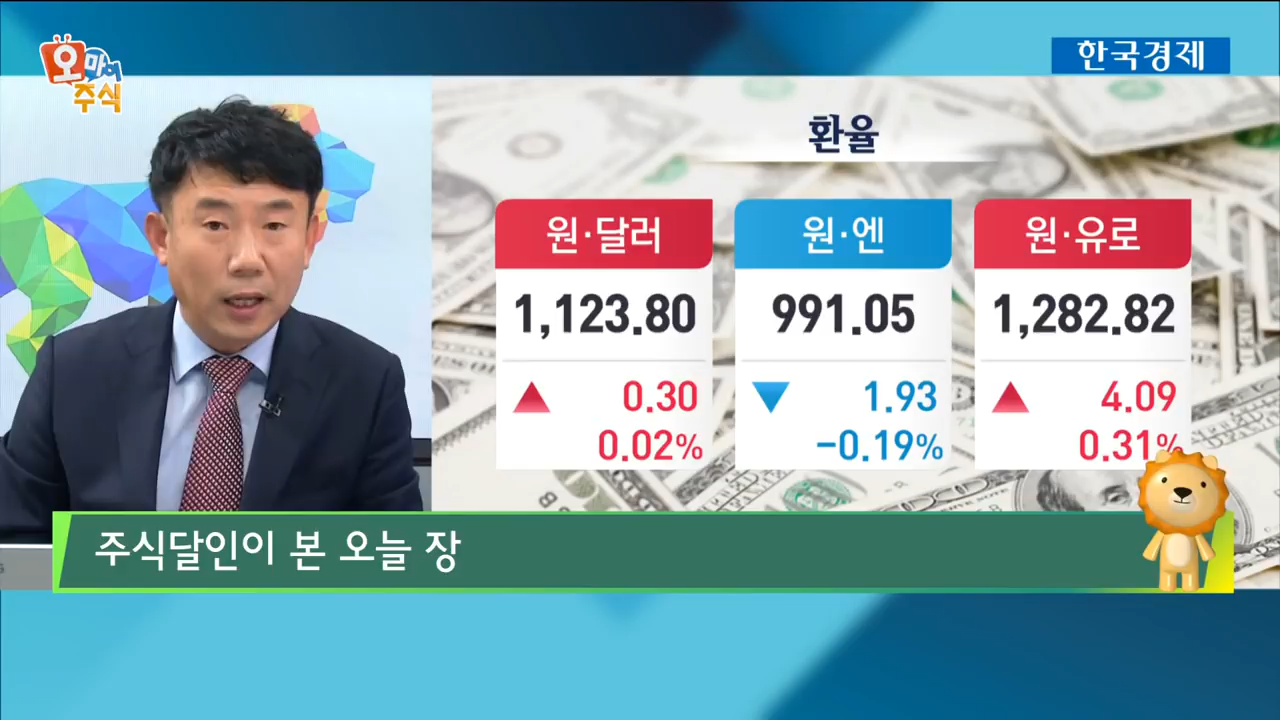 오마이
주식
한국경제
환율
원·달러
1,123.80
▲ 0.30
0.02%
원·엔
991.05
▼ 1.93
-0.19%
원·유로
1,282.82
▲ 4.09
0.31%
주식달인이 본 오늘 장